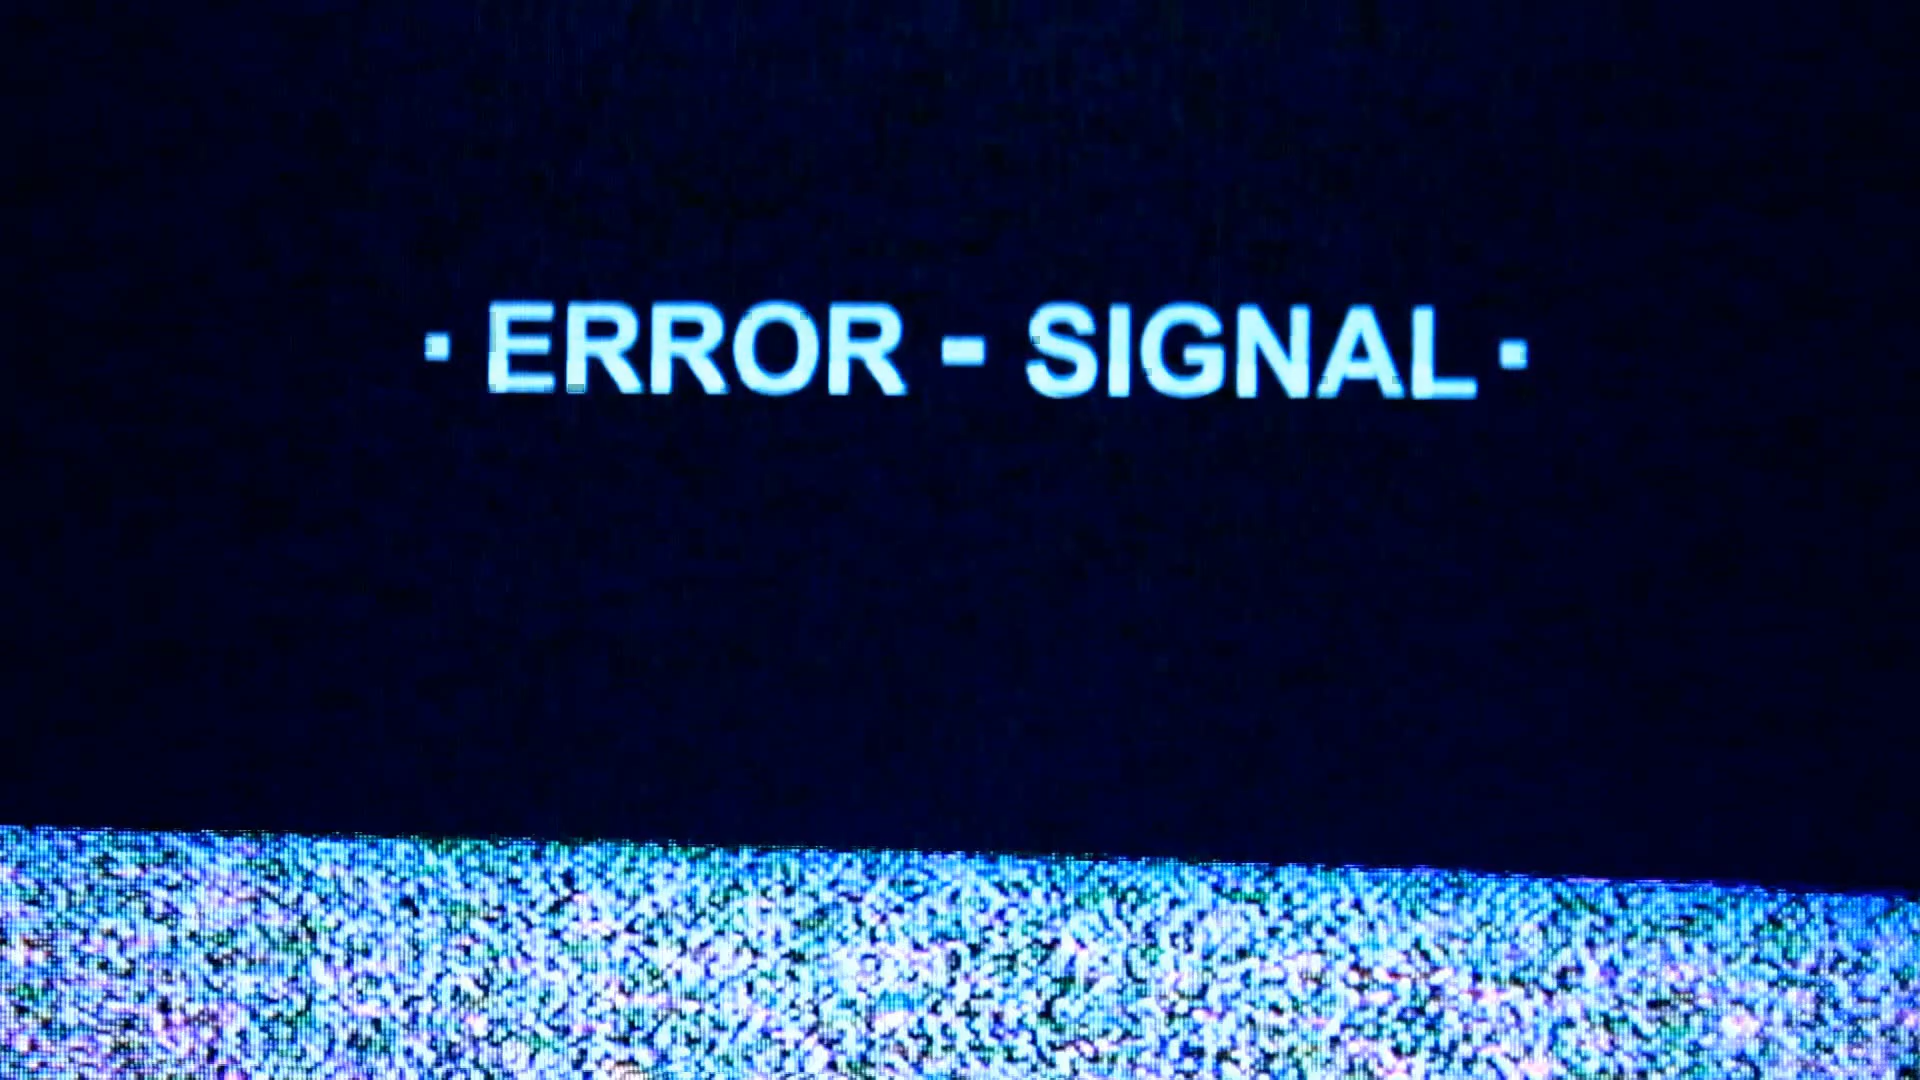 · ERROR - SIGNAL ·